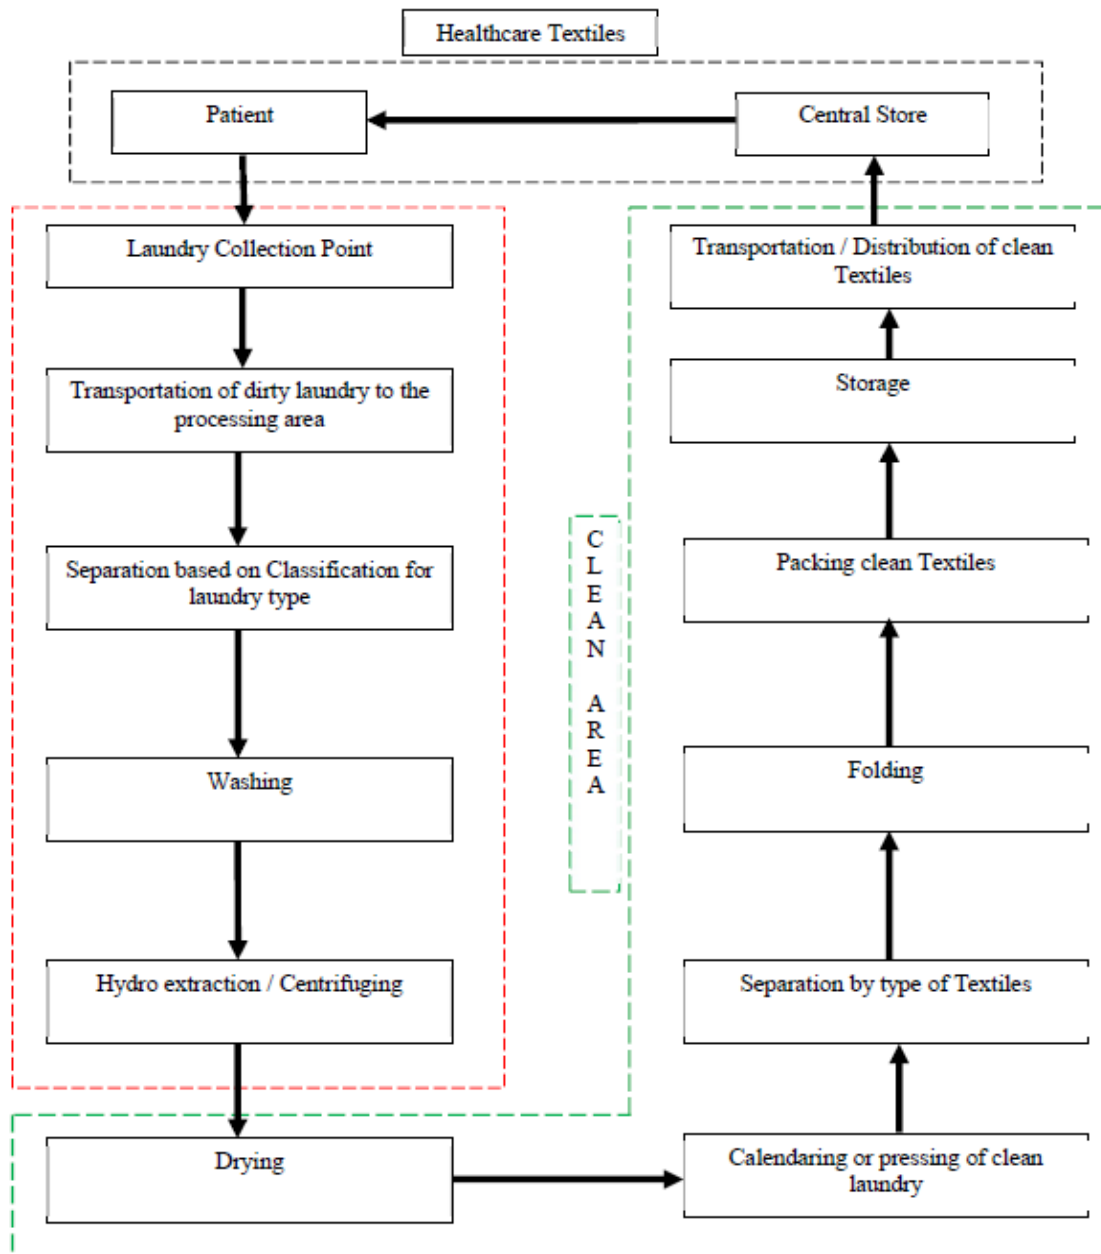 Healthcare Textiles
Patient
Central Store
Laundry Collection Point
Transportation of dirty laundry to the
processing area
Separation based on Classification for
laundry type
Washing
Hydro extraction / Centrifuging
Drying
CLEAN AREA
Transportation / Distribution of clean
Textiles
Storage
Packing clean Textiles
Folding
Separation by type of Textiles
Calendaring or pressing of clean
laundry